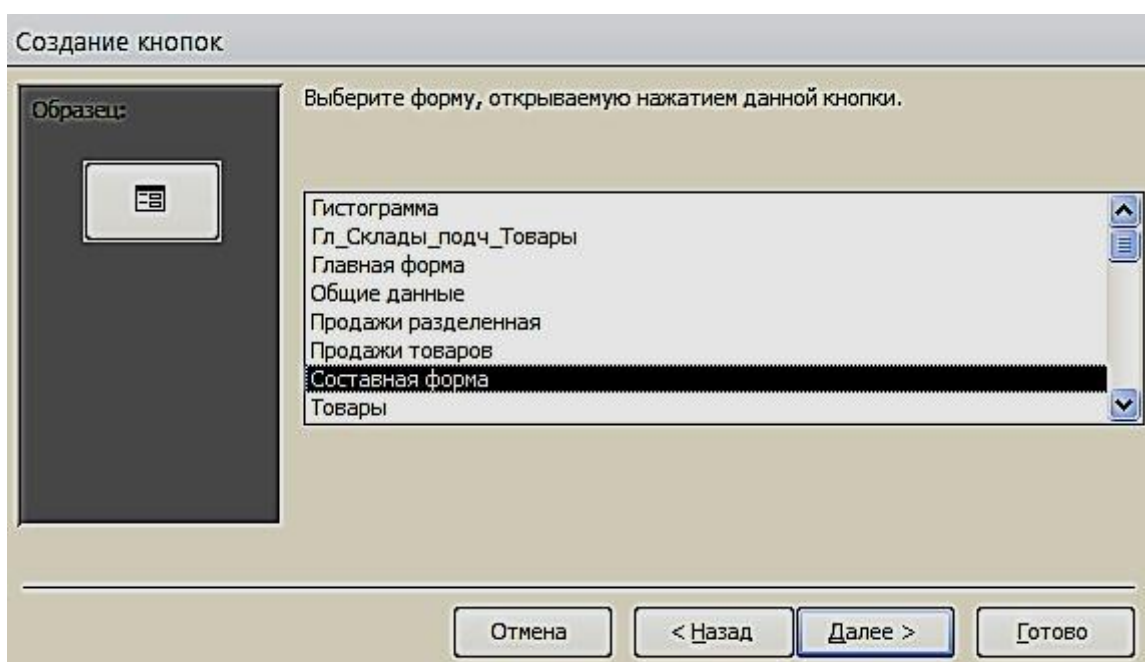 Создание кнопок
Образец:
Выберите форму, открываемую нажатием данной кнопки.
Гистограмма
Гл_Склады_подч_Товары
Главная форма
Общие данные
Продажи разделенная
Продажи товаров
Составная форма
Товары
Отмена
< Назад
Далее >
Готово